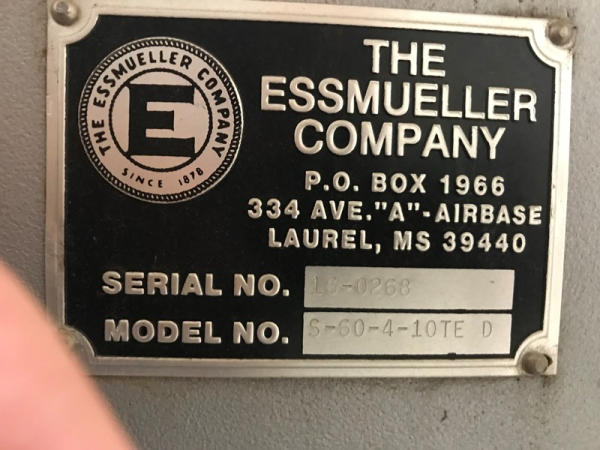 THE ESSMUELLER COMPANY
E
SINCE 1878
THE
ESSMUELLER
COMPANY
P.O. BOX 1966
334 AVE."A"-AIRBASE
LAUREL, MS 39440
SERIAL NO.
MODEL NO. S-60-4-10TE D